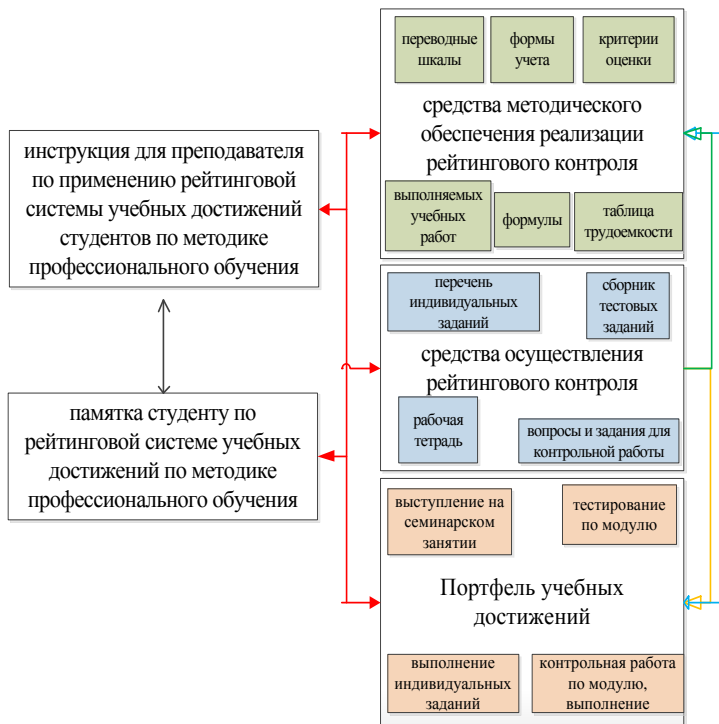 инструкция для преподавателя
по применению рейтинговой
системы учебных достижений
студентов по методике
профессионального обучения
памятка студенту по
рейтинговой системе учебных
достижений по методике
профессионального обучения
переводные
шкалы
формы
учета
критерии
оценки
средства методического
обеспечения реализации
рейтингового контроля
выполняемых
учебных
работ
формулы
таблица
трудоемкости
перечень
индивидуальных
заданий
сборник
тестовых
заданий
средства осуществления
рейтингового контроля
рабочая
тетрадь
вопросы и задания для
контрольной работы
выступление на
семинарском
занятии
тестирование
по модулю
Портфель учебных
достижений
выполнение
индивидуальных
заданий
контрольная работа
по модулю,
выполнение